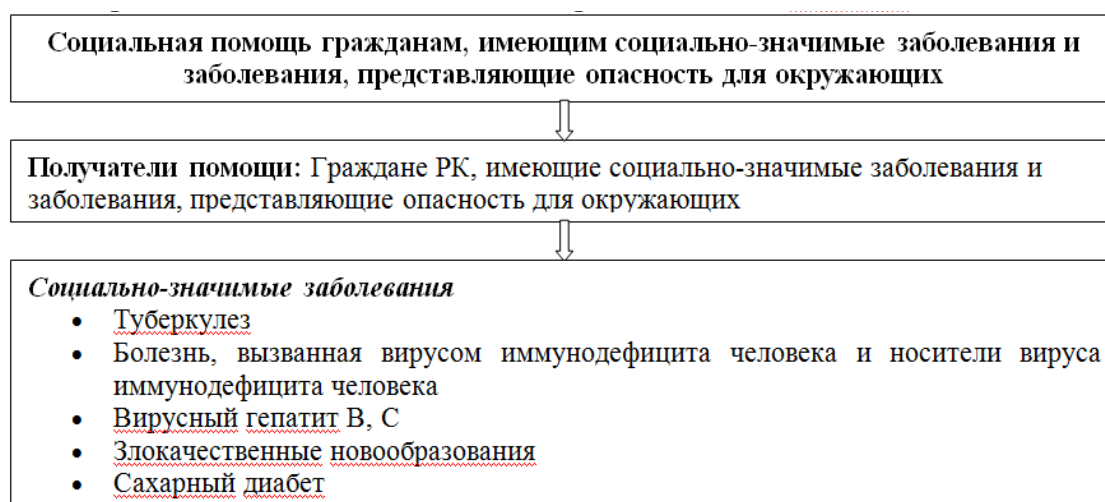 Социальная помощь гражданам, имеющим социально-значимые заболевания и
заболевания, представляющие опасность для окружающих
Получатели помощи: Граждане РК, имеющие социально-значимые заболевания и
заболевания, представляющие опасность для окружающих
Социально-значимые заболевания
• Туберкулез
• Болезнь, вызванная вирусом иммунодефицита человека и носители вируса
иммунодефицита человека
• Вирусный гепатит В, С
• Злокачественные новообразования
• Сахарный диабет